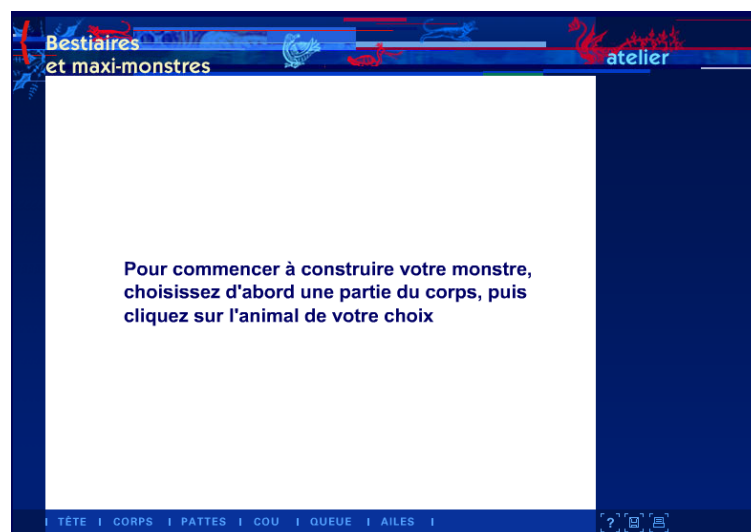 Bestiaires
et maxi-monstres
atelier
Pour commencer à construire votre monstre,
choisissez d'abord une partie du corps, puis
cliquez sur l'animal de votre choix
I TÊTE I CORPS I PATTES I COU I QUEUE I AILES I
?